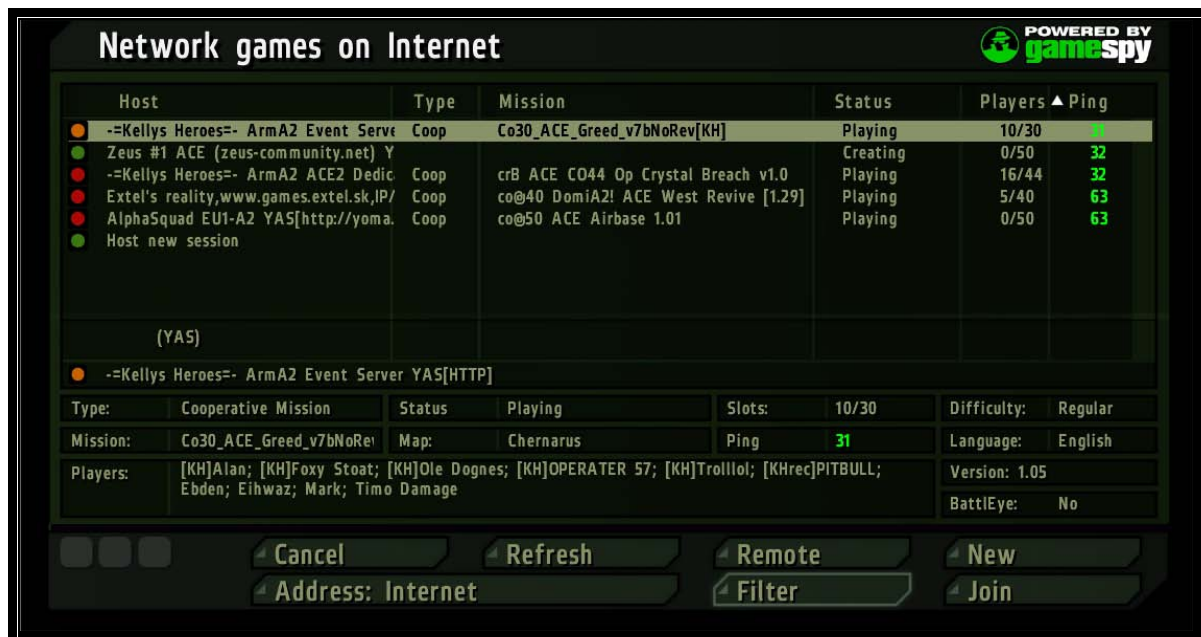 Network games on Internet
POWERED BY
gamespy
Host Type Mission Status Players Ping
-=Kellys Heroes=- ArmA2 Event Serve Coop Co30_ACE_Greed_v7bNoRev[KH] Playing 10/30 31
Zeus #1 ACE (zeus-community.net) Y Creating 0/50 32
-=Kellys Heroes=- ArmA2 ACE2 Dedic Coop crB ACE CO44 Op Crystal Breach v1.0 Playing 16/44 32
Extel's reality,www.games.extel.sk,IP/ Coop co@40 DomiA2! ACE West Revive [1.29] Playing 5/40 63
AlphaSquad EU1-A2 YAS[http://yoma. Coop co@50 ACE Airbase 1.01 Playing 0/50 63
Host new session
(YAS)
-=Kellys Heroes=- ArmA2 Event Server YAS[HTTP]
Type: Cooperative Mission Status Playing Slots: 10/30 Difficulty: Regular
Mission: Co30_ACE_Greed_v7bNoRe Map: Chernarus Ping 31 Language: English
Players: [KH]Alan; [KH]Foxy Stoat; [KH]Ole Dognes; [KH]OPERATER 57; [KH]Trolllol; [KHrec]PITBULL; Version: 1.05
Ebden; Eihwaz; Mark; Timo Damage
BattlEye: No
Cancel Refresh Remote New
Address: Internet Filter Join